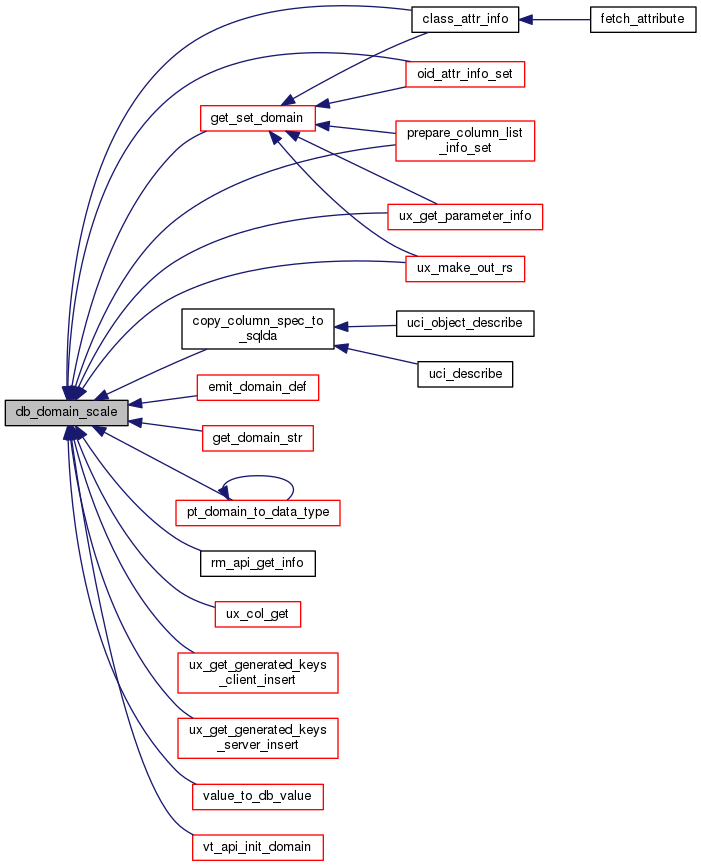 class_attr_info
fetch_attribute
oid_attr_info_set
get_set_domain
prepare_column_list
_info_set
ux_get_parameter_info
ux_make_out_rs
copy_column_spec_to
_sqlda
uci_object_describe
uci_describe
emit_domain_def
db_domain_scale
get_domain_str
pt_domain_to_data_type
rm_api_get_info
ux_col_get
ux_get_generated_keys
_client_insert
ux_get_generated_keys
_server_insert
value_to_db_value
vt_api_init_domain